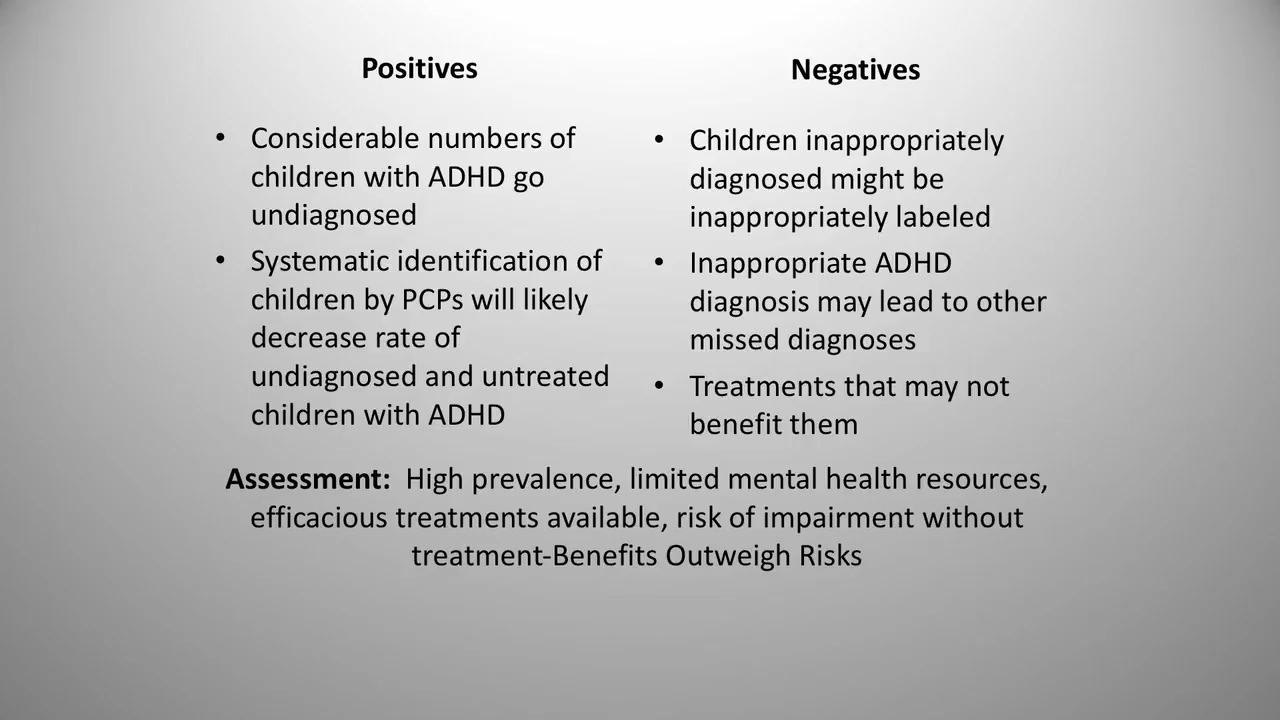 Positives
• Considerable numbers of
children with ADHD go
undiagnosed
• Systematic identification of
children by PCPs will likely
decrease rate of
undiagnosed and untreated
children with ADHD
Negatives
• Children inappropriately
diagnosed might be
inappropriately labeled
• Inappropriate ADHD
diagnosis may lead to other
missed diagnoses
• Treatments that may not
benefit them
Assessment: High prevalence, limited mental health resources,
efficacious treatments available, risk of impairment without
treatment-Benefits Outweigh Risks